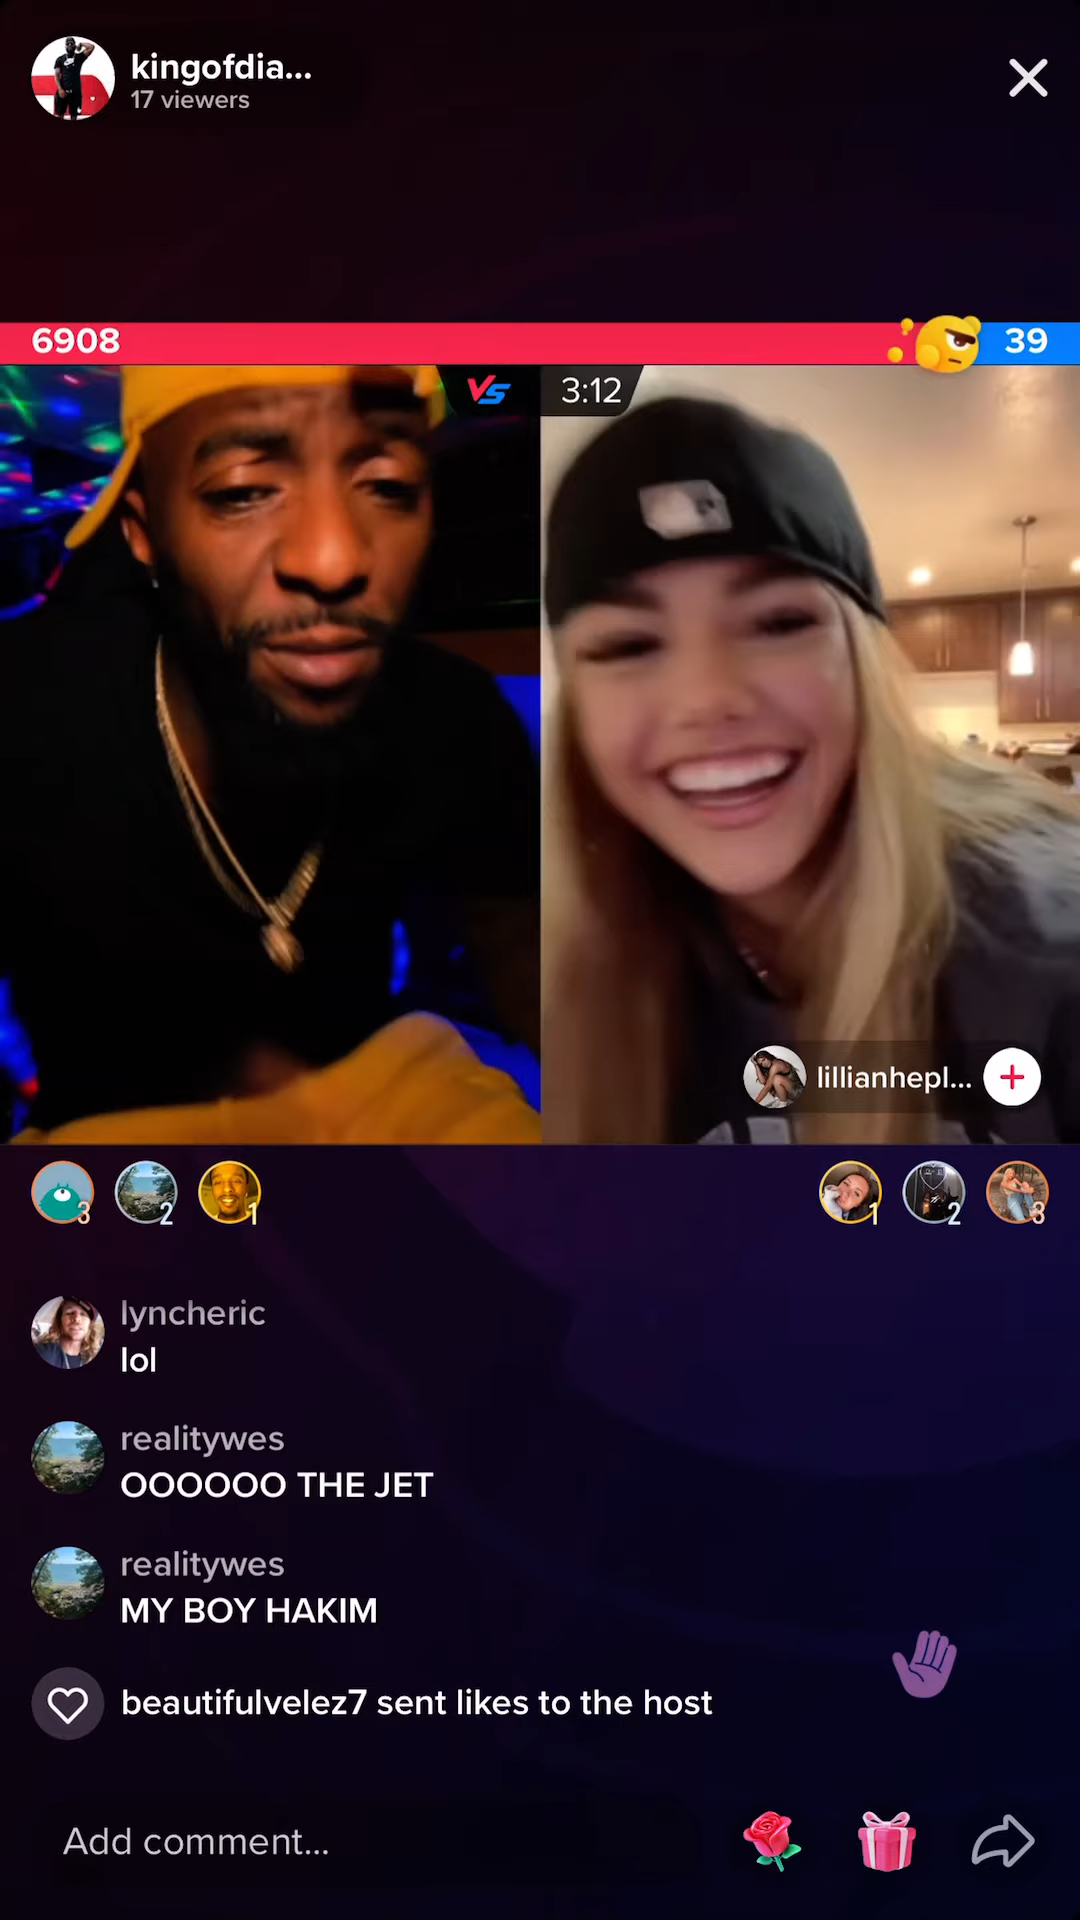 kingofdia...
17 viewers
6908
39
VS
3:12
lillianhepl...
3
2
1
1
2
3
lyncheric
lol
realitywes
OOOOOO THE JET
realitywes
MY BOY HAKIM
beautifulvelez7 sent likes to the host
Add comment...